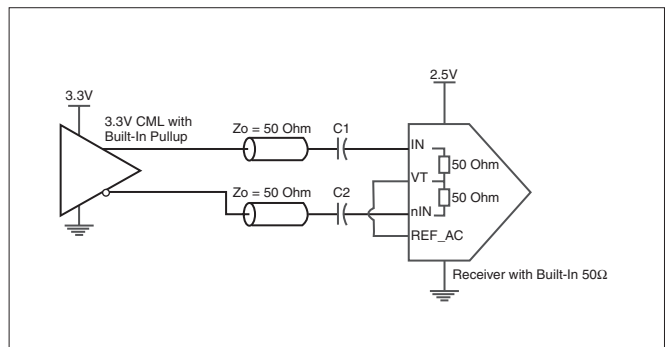 3.3V
3.3V CML with
Built-In Pullup
Zo = 50 Ohm
C1
Zo = 50 Ohm
C2
2.5V
IN
50 Ohm
VT
50 Ohm
nIN
REF_AC
Receiver with Built-In 50Ω